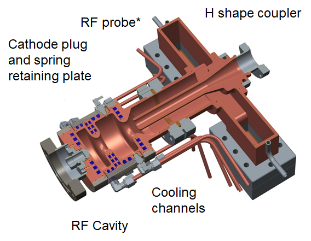 RF probe*
H shape coupler
Cathode plug
and spring
retaining plate
Cooling
channels
RF Cavity